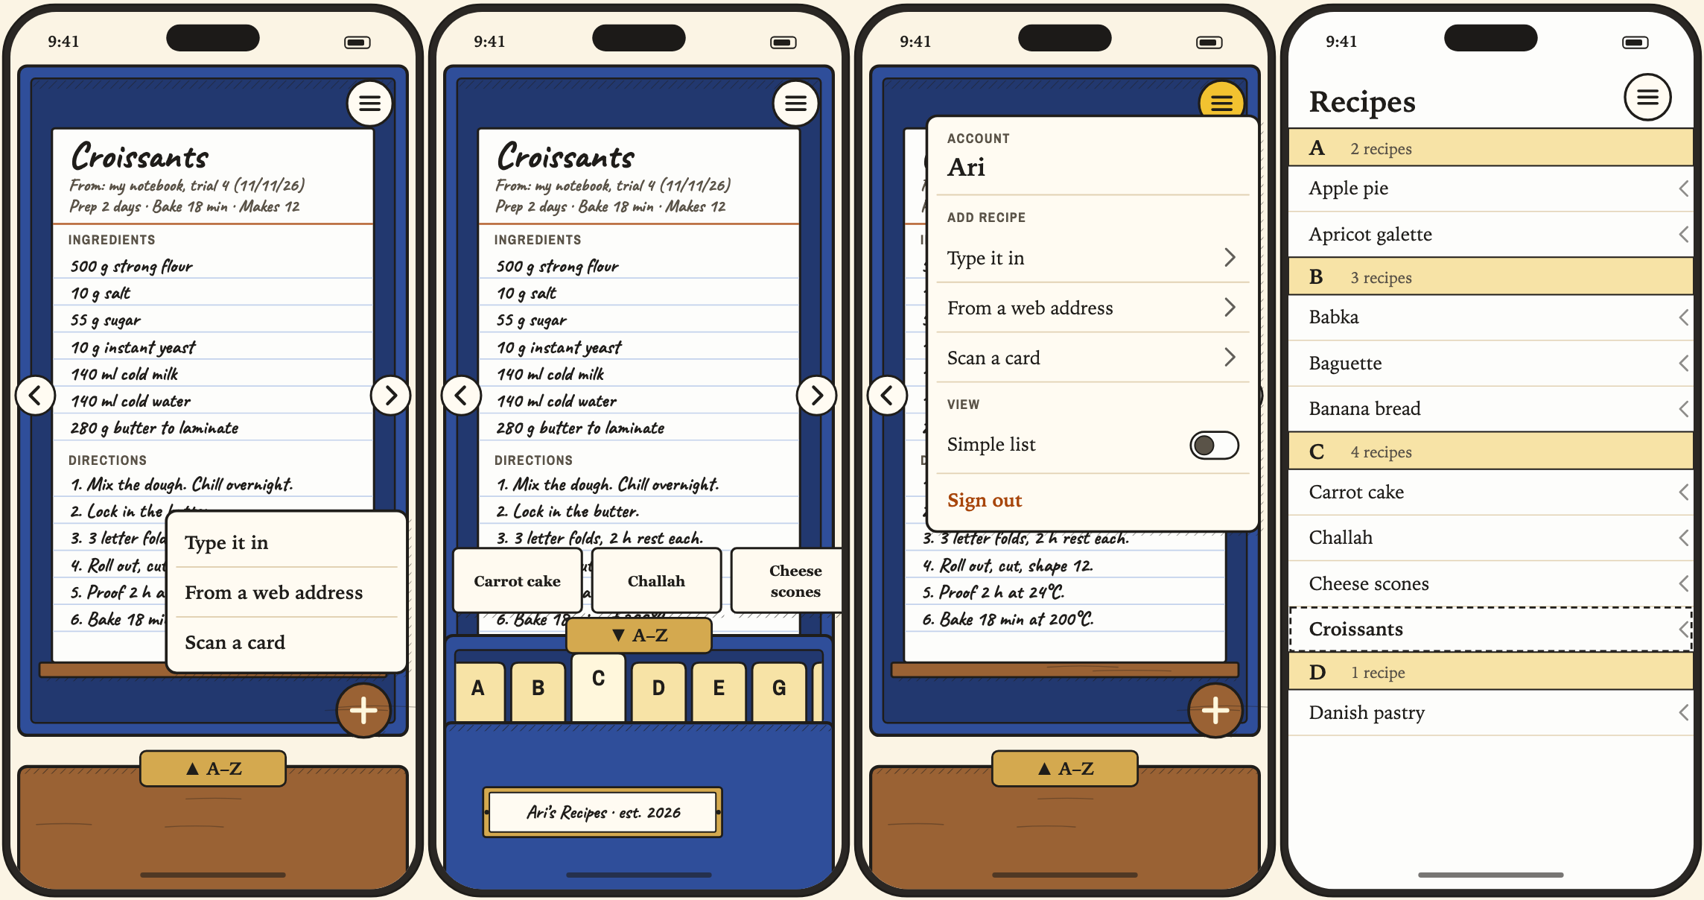 9:41
Croissants
From: my notebook, trial 4 (11/11/26)
Prep 2 days · Bake 18 min · Makes 12
INGREDIENTS
500 g strong flour
10 g salt
55 g sugar
10 g instant yeast
140 ml cold milk
140 ml cold water
280 g butter to laminate
DIRECTIONS
1. Mix the dough. Chill overnight.
2. Lock in the
3. 3 letter fold
4. Roll out, cut
5. Proof 2 h a
6. Bake 18 mi
Type it in
From a web address
Scan a card
▲ A–Z
9:41
Croissants
From: my notebook, trial 4 (11/11/26)
Prep 2 days · Bake 18 min · Makes 12
INGREDIENTS
500 g strong flour
10 g salt
55 g sugar
10 g instant yeast
140 ml cold milk
140 ml cold water
280 g butter to laminate
DIRECTIONS
1. Mix the dough. Chill overnight.
2. Lock in the butter.
3. 3 letter folds, 2 h rest each.
Carrot cake
Challah
Cheese
scones
6. Bake 18
▼ A–Z
A B C D E G
Ari's Recipes · est. 2026
9:41
ACCOUNT
Ari
ADD RECIPE
Type it in
From a web address
Scan a card
VIEW
Simple list
Sign out
3. 3 letter folds, 2 h rest each.
4. Roll out, cut, shape 12.
5. Proof 2 h at 24°C.
6. Bake 18 min at 200°C.
▲ A–Z
9:41
Recipes
A 2 recipes
Apple pie
Apricot galette
B 3 recipes
Babka
Baguette
Banana bread
C 4 recipes
Carrot cake
Challah
Cheese scones
Croissants
D 1 recipe
Danish pastry